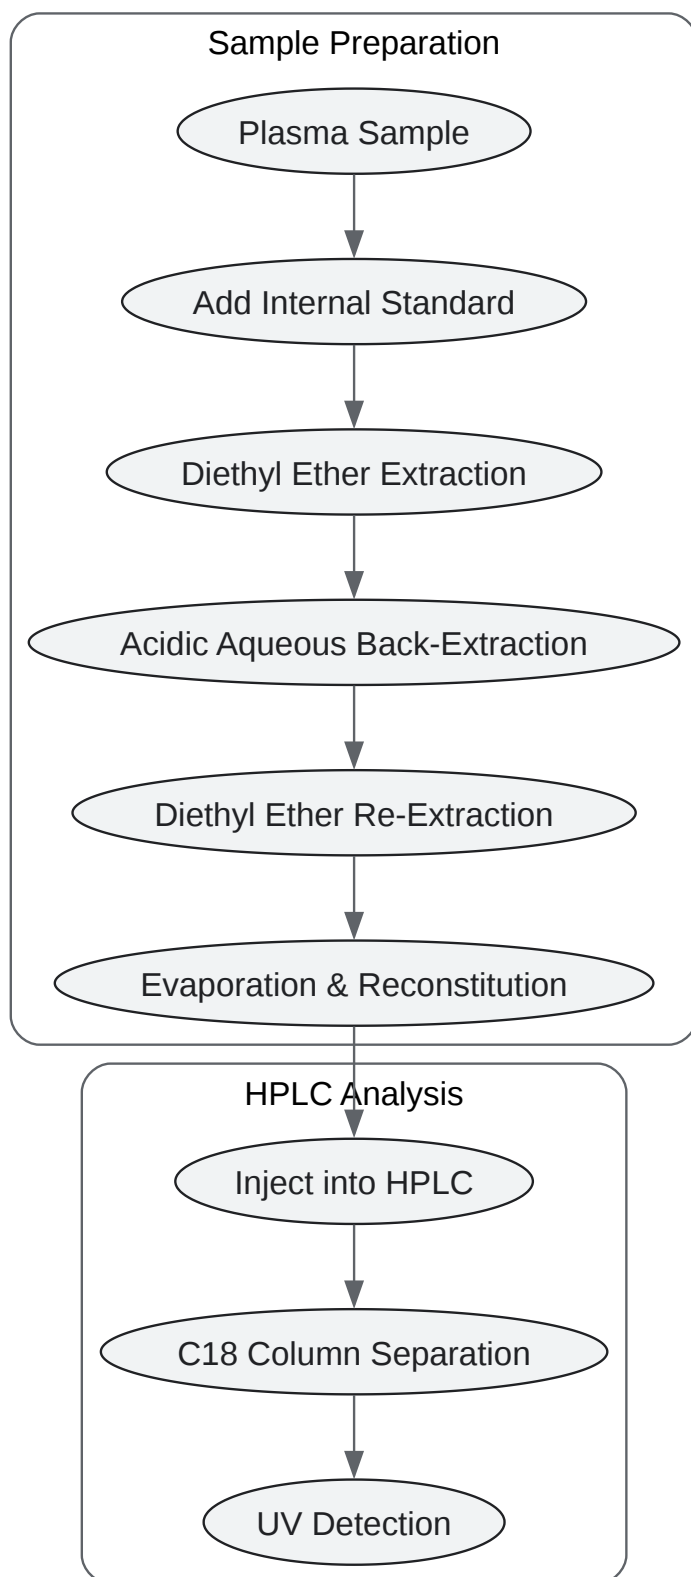 Sample Preparation
Plasma Sample
Add Internal Standard
Diethyl Ether Extraction
Acidic Aqueous Back-Extraction
Diethyl Ether Re-Extraction
Evaporation & Reconstitution
HPLC Analysis
Inject into HPLC
C18 Column Separation
UV Detection